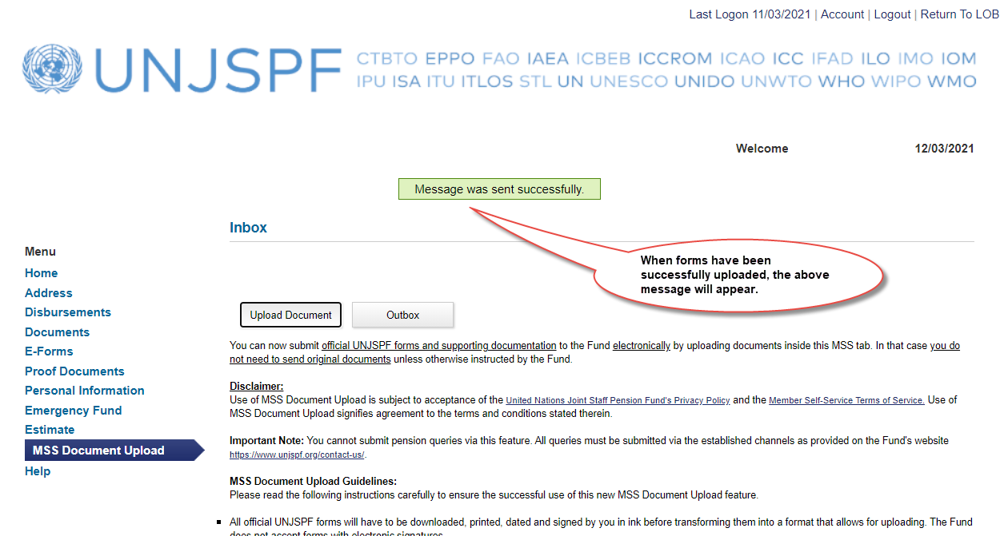 Last Logon 11/03/2021 | Account | Logout | Return To LOB
UNJSPF
CTBTO EPPO FAO IAEA ICBEB ICCROM ICAO ICC IFAD ILO IMO IOM
IPU ISA ITU ITLOS STL UN UNESCO UNIDO UNWTO WHO WIPO WMO
Welcome 12/03/2021
Message was sent successfully.
Inbox
When forms have been
successfully uploaded, the above
message will appear.
Menu
Home
Address
Disbursements
Documents
E-Forms
Proof Documents
Personal Information
Emergency Fund
Estimate
MSS Document Upload
Help
Upload Document Outbox
You can now submit official UNJSPF forms and supporting documentation to the Fund electronically by uploading documents inside this MSS tab. In that case you do
not need to send original documents unless otherwise instructed by the Fund.
Disclaimer:
Use of MSS Document Upload is subject to acceptance of the United Nations Joint Staff Pension Fund's Privacy Policy and the Member Self-Service Terms of Service. Use of
MSS Document Upload signifies agreement to the terms and conditions stated therein.
Important Note: You cannot submit pension queries via this feature. All queries must be submitted via the established channels as provided on the Fund's website
https://www.unjspf.org/contact-us/.
MSS Document Upload Guidelines:
Please read the following instructions carefully to ensure the successful use of this new MSS Document Upload feature.
All official UNJSPF forms will have to be downloaded, printed, dated and signed by you in ink before transforming them into a format that allows for uploading. The Fund
does not accept forms with electronic signatures.